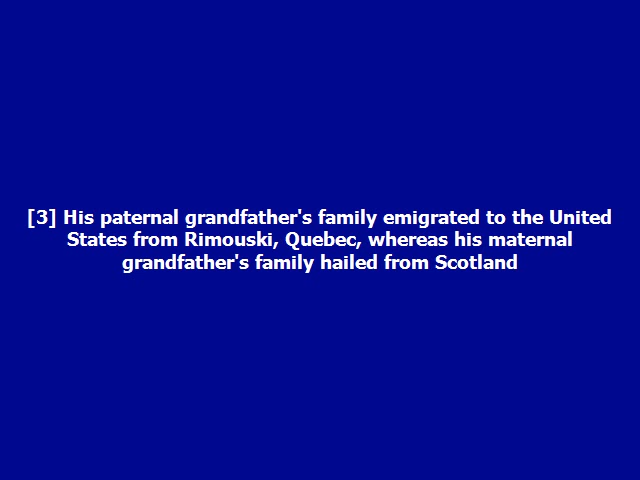 [3] His paternal grandfather's family emigrated to the United
States from Rimouski, Quebec, whereas his maternal
grandfather's family hailed from Scotland